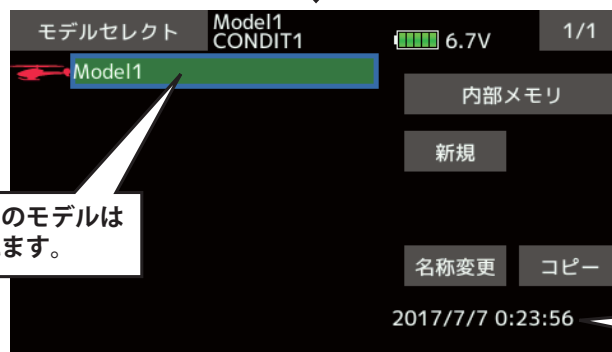 モデルセレクト
Model1
CONDIT1
6.7V
1/1
Model1
内部メモリ
新規
のモデルは
ます。
名称変更
コピー
2017/7/7 0:23:56